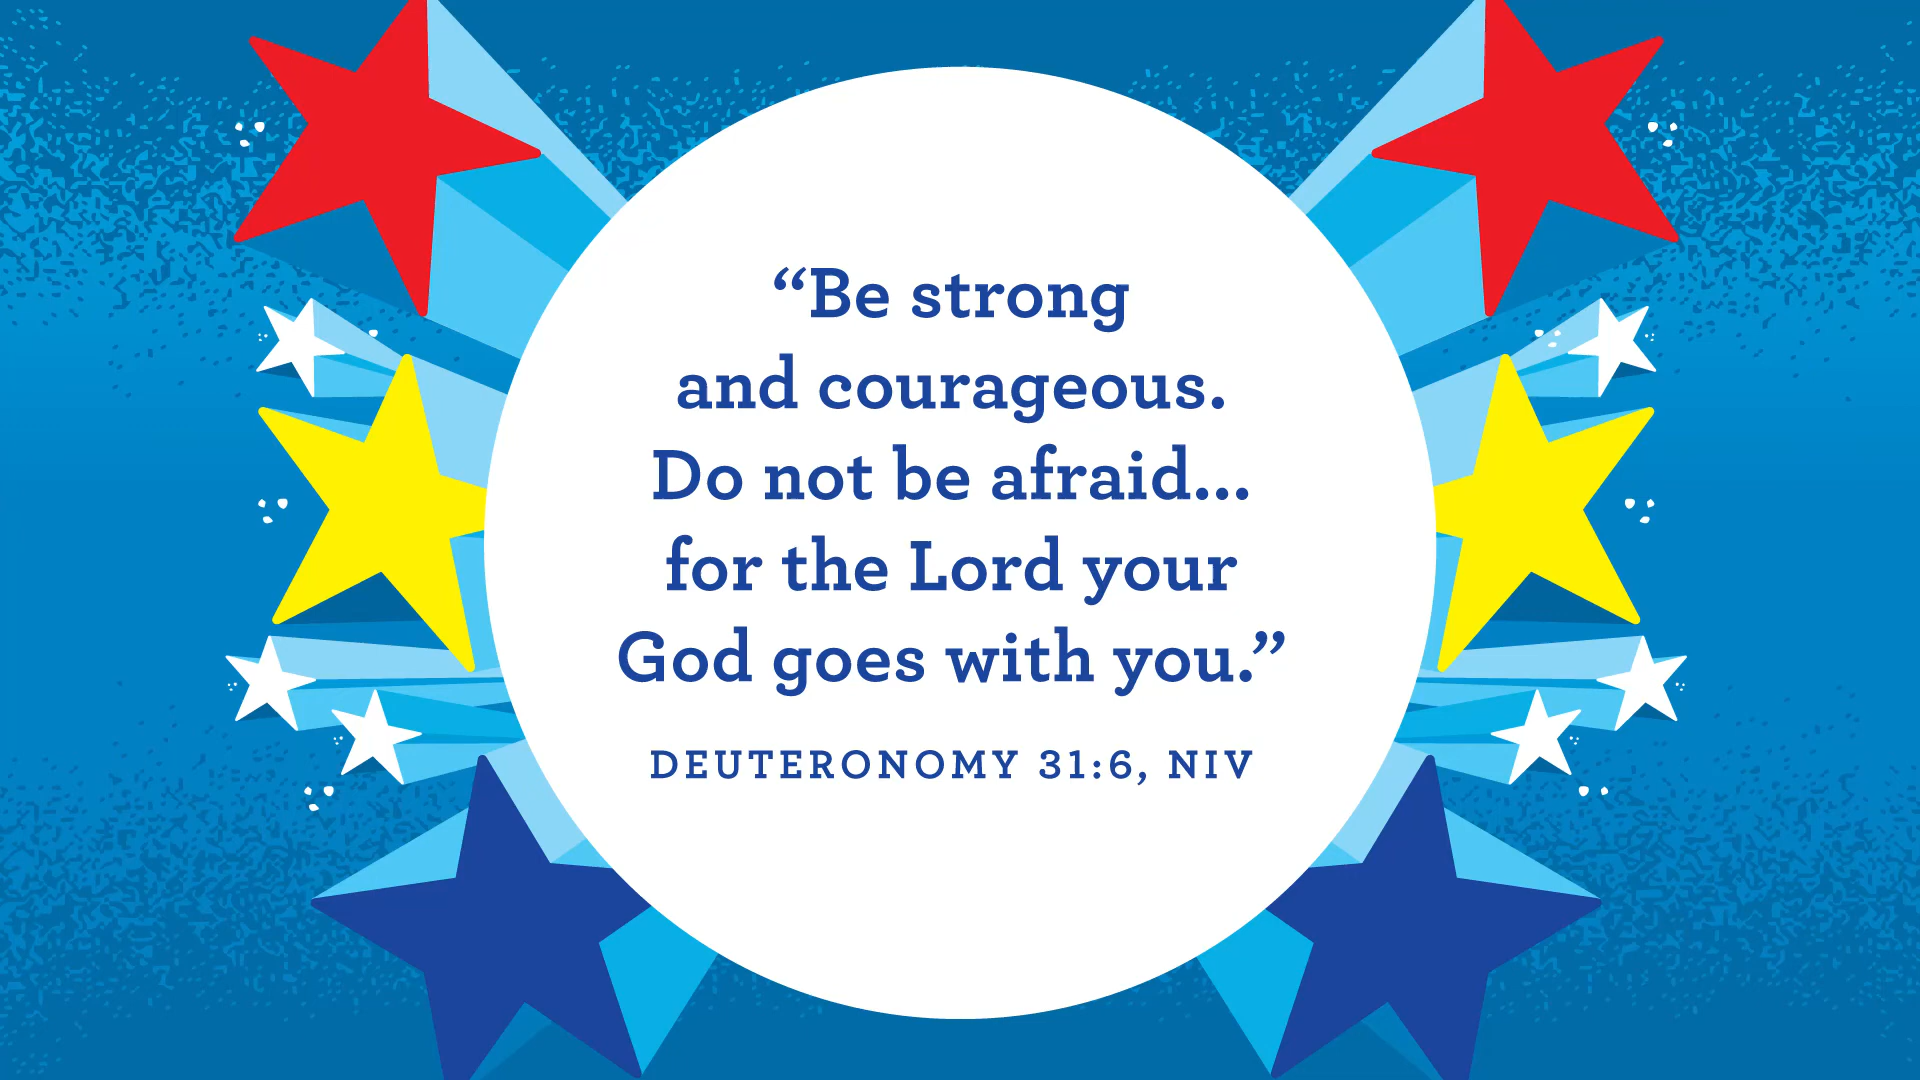 “Be strong
and courageous.
Do not be afraid...
for the Lord your
God goes with you.”
DEUTERONOMY 31:6, NIV